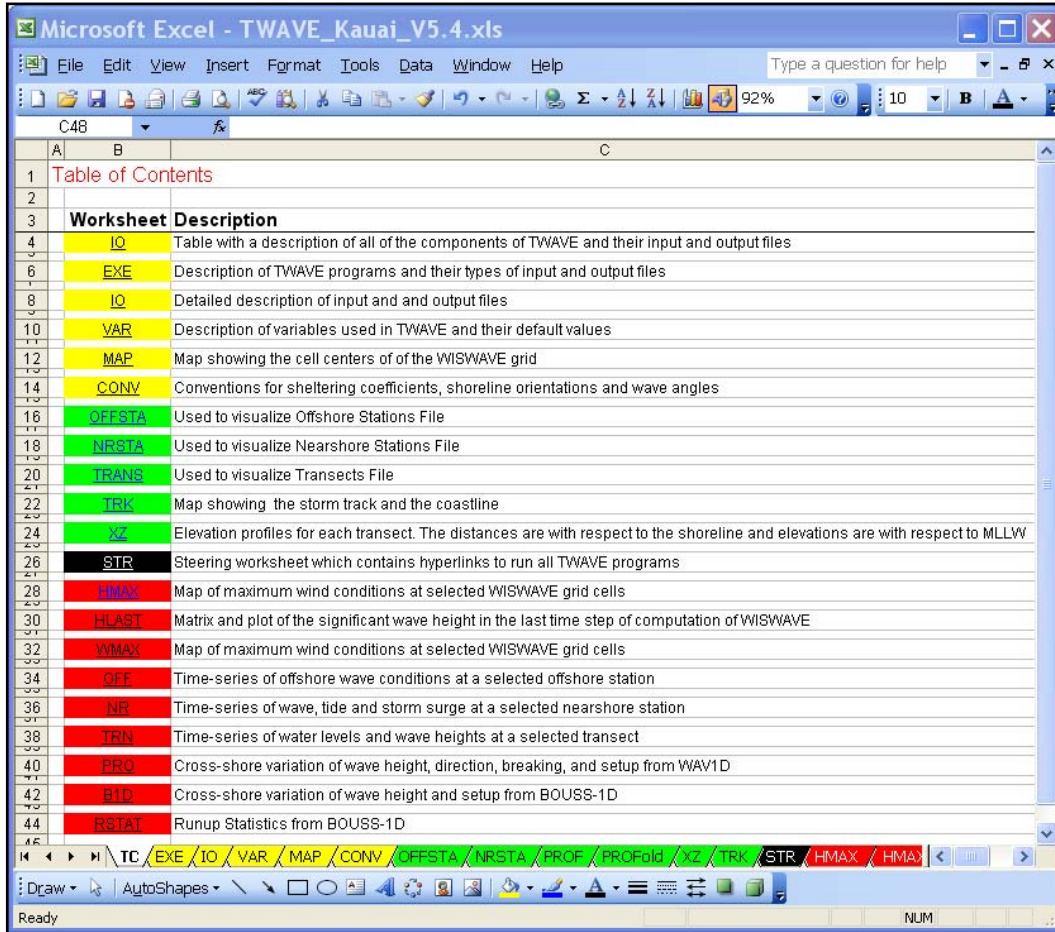 Microsoft Excel - TWAVE_Kauai_V5.4.xls
File Edit View Insert Format Tools Data Window Help Type a question for help
92% 10 B A
C48 fx
A B C
1 Table of Contents
2
3 Worksheet Description
4 IO Table with a description of all of the components of TWAVE and their input and output files
6 EXE Description of TWAVE programs and their types of input and output files
8 IO Detailed description of input and and output files
10 VAR Description of variables used in TWAVE and their default values
12 MAP Map showing the cell centers of of the WISWAVE grid
14 CONV Conventions for sheltering coefficients, shoreline orientations and wave angles
16 OFFSTA Used to visualize Offshore Stations File
18 NRSTA Used to visualize Nearshore Stations File
20 TRANS Used to visualize Transects File
22 TRK Map showing the storm track and the coastline
24 XZ Elevation profiles for each transect. The distances are with respect to the shoreline and elevations are with respect to MLLW
26 STR Steering worksheet which contains hyperlinks to run all TWAVE programs
28 HMAX Map of maximum wind conditions at selected WISWAVE grid cells
30 HLAST Matrix and plot of the significant wave height in the last time step of computation of WISWAVE
32 WMAX Map of maximum wind conditions at selected WISWAVE grid cells
34 OFF Time-series of offshore wave conditions at a selected offshore station
36 NR Time-series of wave, tide and storm surge at a selected nearshore station
38 TRN Time-series of water levels and wave heights at a selected transect
40 PRO Cross-shore variation of wave height, direction, breaking, and setup from WAV1D
42 B1D Cross-shore variation of wave height and setup from BOUSS-1D
44 RSTAT Runup Statistics from BOUSS-1D
TC EXE IO VAR MAP CONV OFFSTA NRSTA PROF PROFold XZ TRK STR HMAX HMAX
Draw AutoShapes A A
Ready NUM